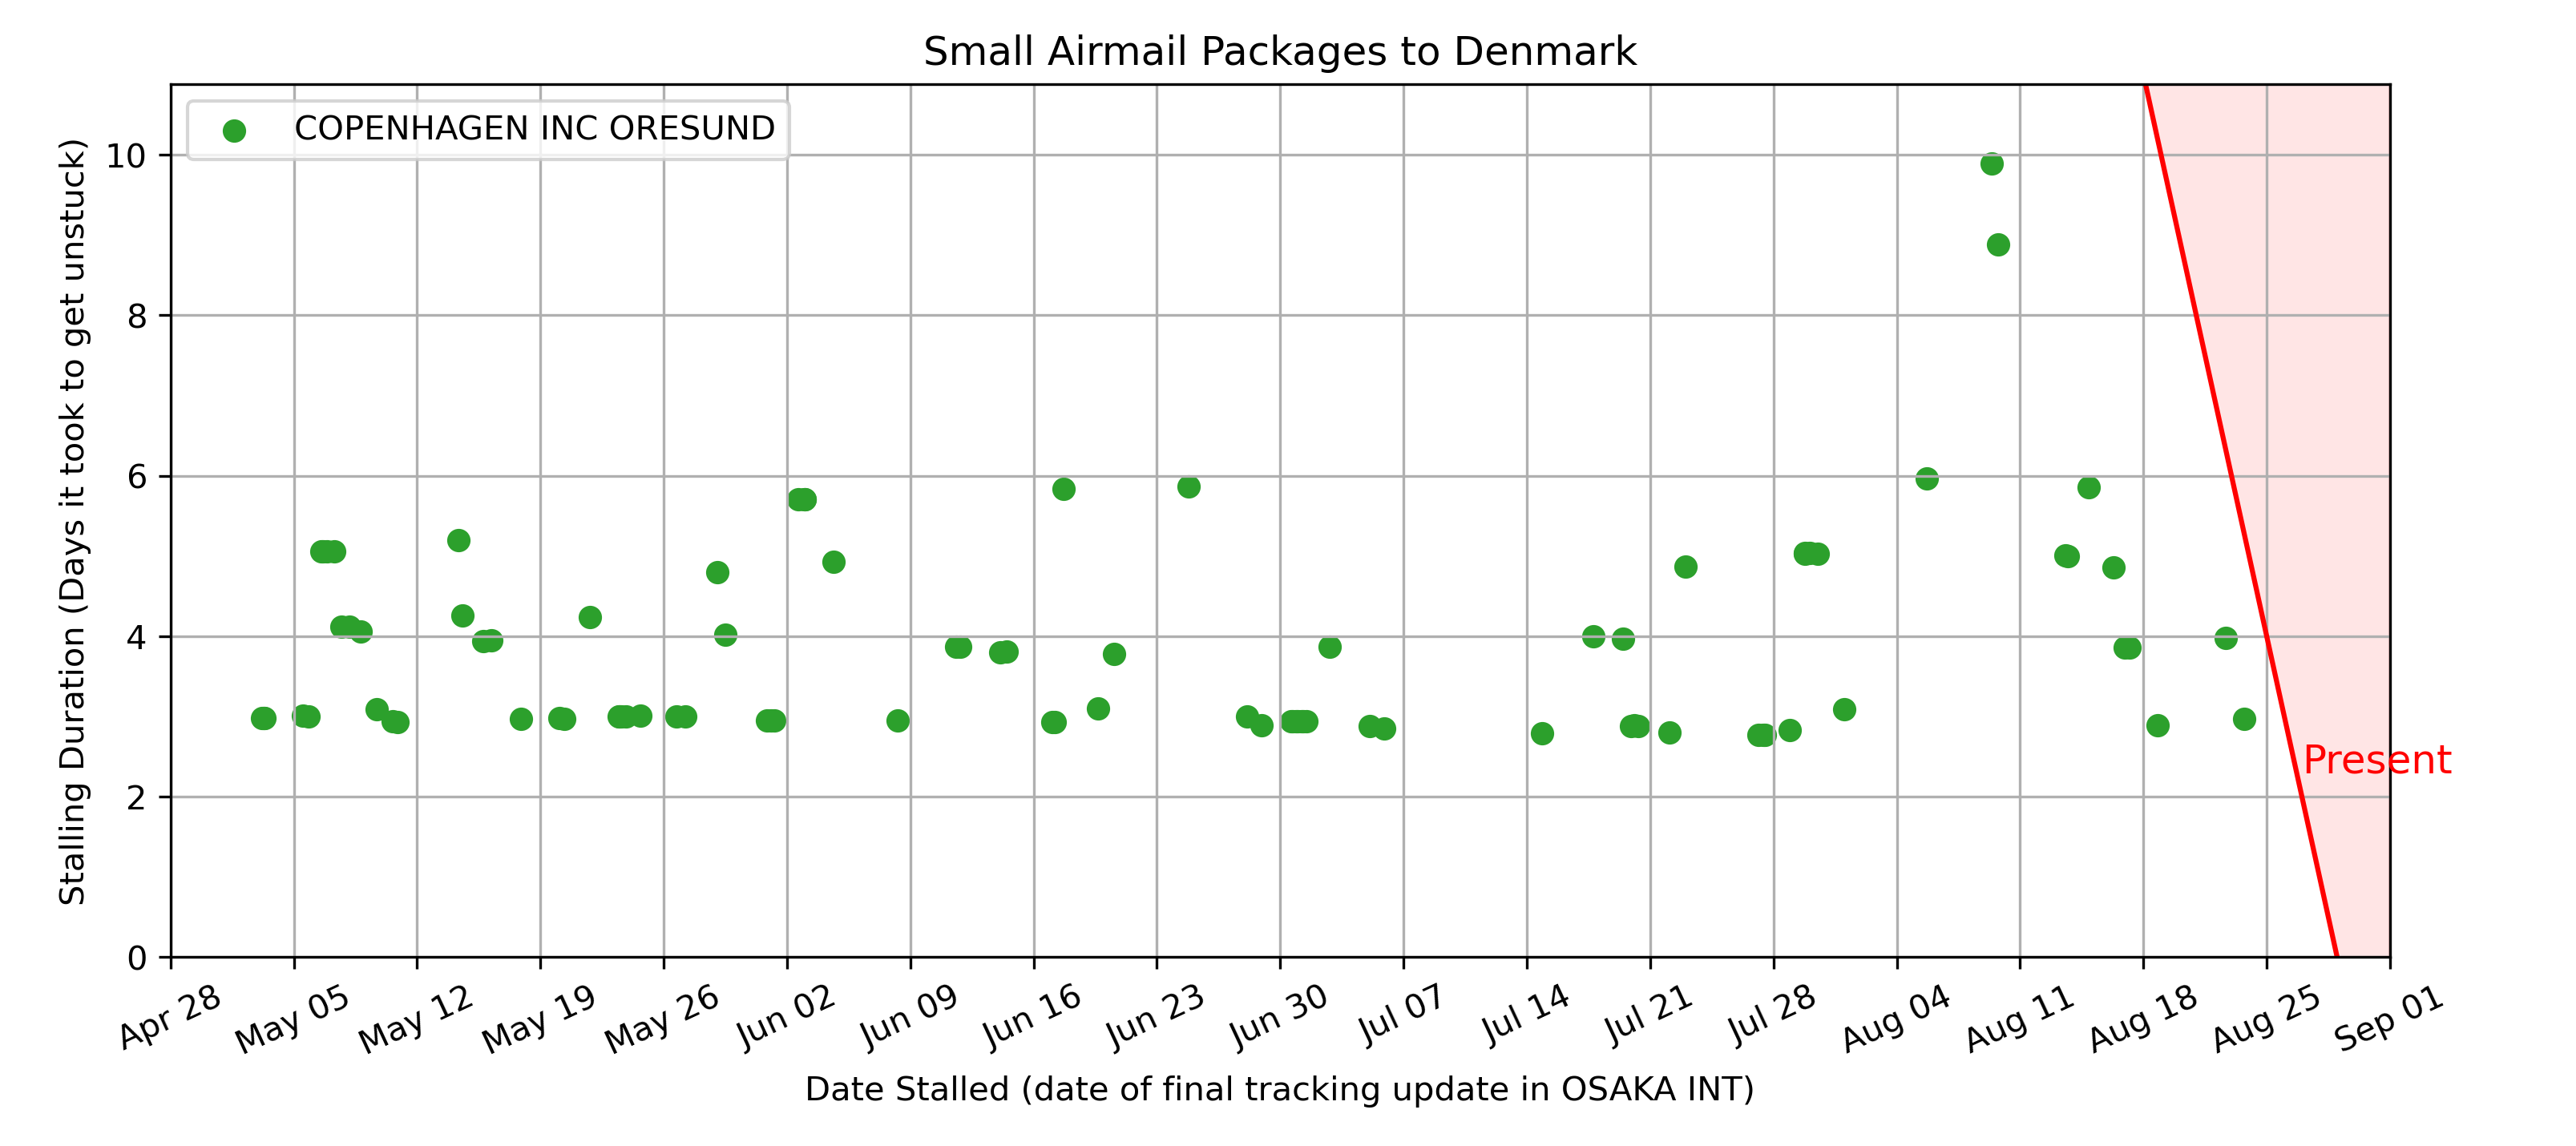 Small Airmail Packages to Denmark
COPENHAGEN INC ORESUND
Stalling Duration (Days it took to get unstuck)
10
8
6
4
2
0
Present
Apr 28 May 05 May 12 May 19 May 26 Jun 02 Jun 09 Jun 16 Jun 23 Jun 30 Jul 07 Jul 14 Jul 21 Jul 28 Aug 04 Aug 11 Aug 18 Aug 25 Sep 01
Date Stalled (date of final tracking update in OSAKA INT)